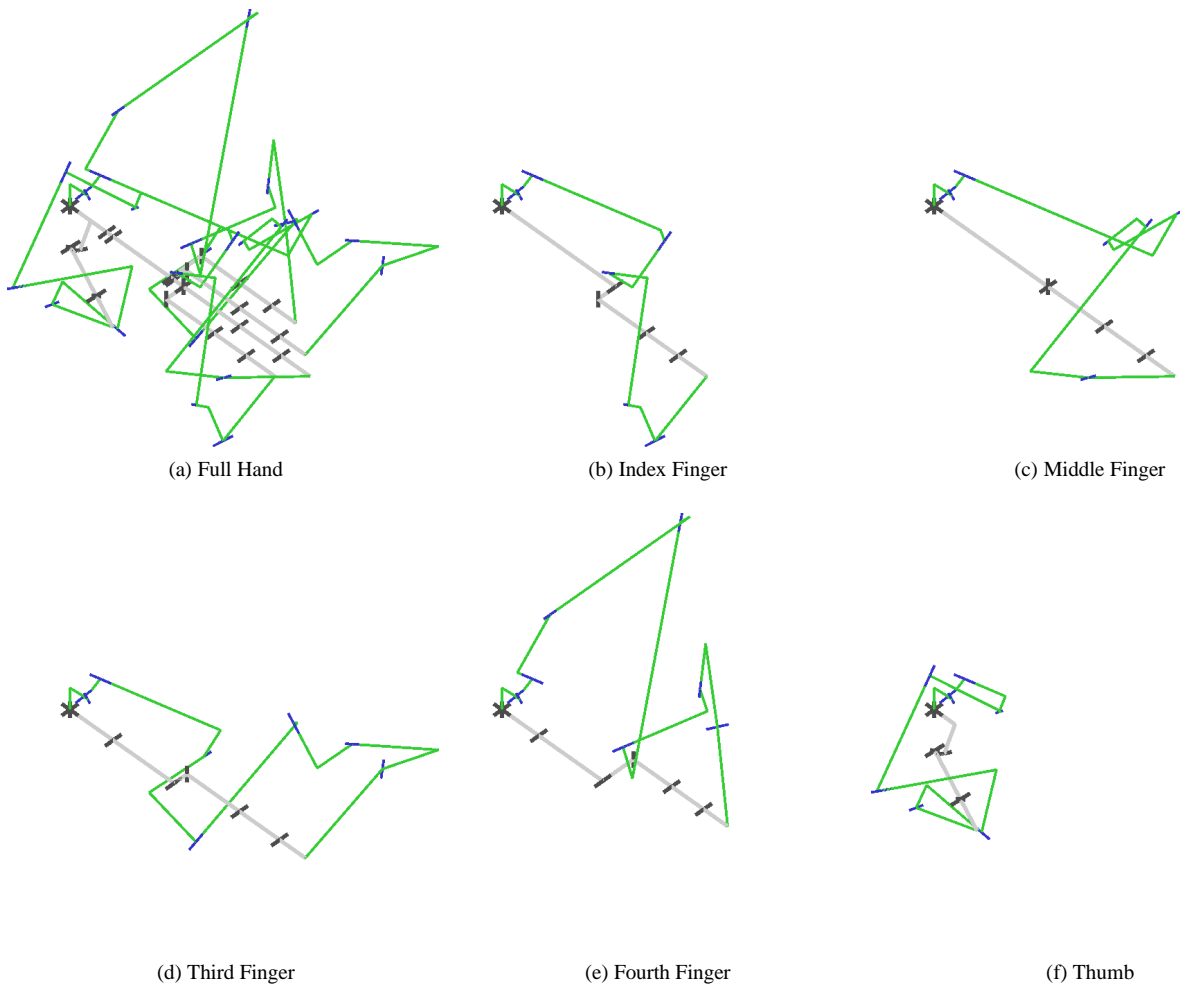 (a) Full Hand
(b) Index Finger
(c) Middle Finger
(d) Third Finger
(e) Fourth Finger
(f) Thumb